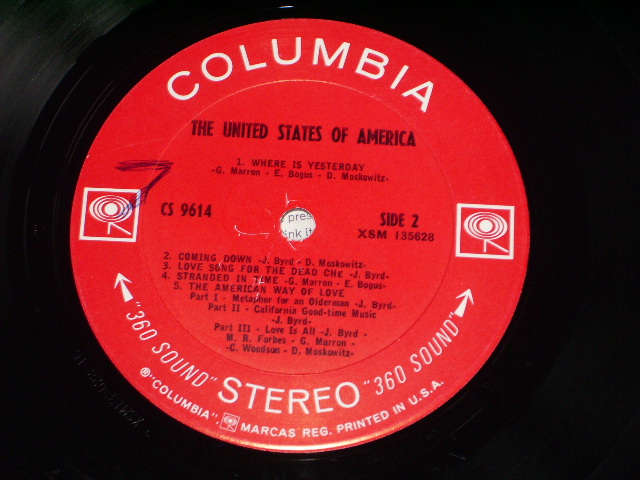 COLUMBIA
THE UNITED STATES OF AMERICA
1. WHERE IS YESTERDAY
-G. Marron - E. Bogus - D. Moskowitz-
CS 9614
SIDE 2
XSM 135628
pres
ink it
2. COMING DOWN -J. Byrd - D. Moskowitz-
3. LOVE SONG FOR THE DEAD CHE -J. Byrd-
4. STRANDED IN TIME -G. Marron - E. Bogus-
5. THE AMERICAN WAY OF LOVE
Part I - Metaphor for an Olderman -J. Byrd-
Part II - California Good-time Music
-J. Byrd-
Part III - Love Is All -J. Byrd -
M. R. Forbes - G. Marron -
-C. Woodson - D. Moskowitz-
"360 SOUND" STEREO "360 SOUND"
®"COLUMBIA", MARCAS REG. PRINTED IN U.S.A.